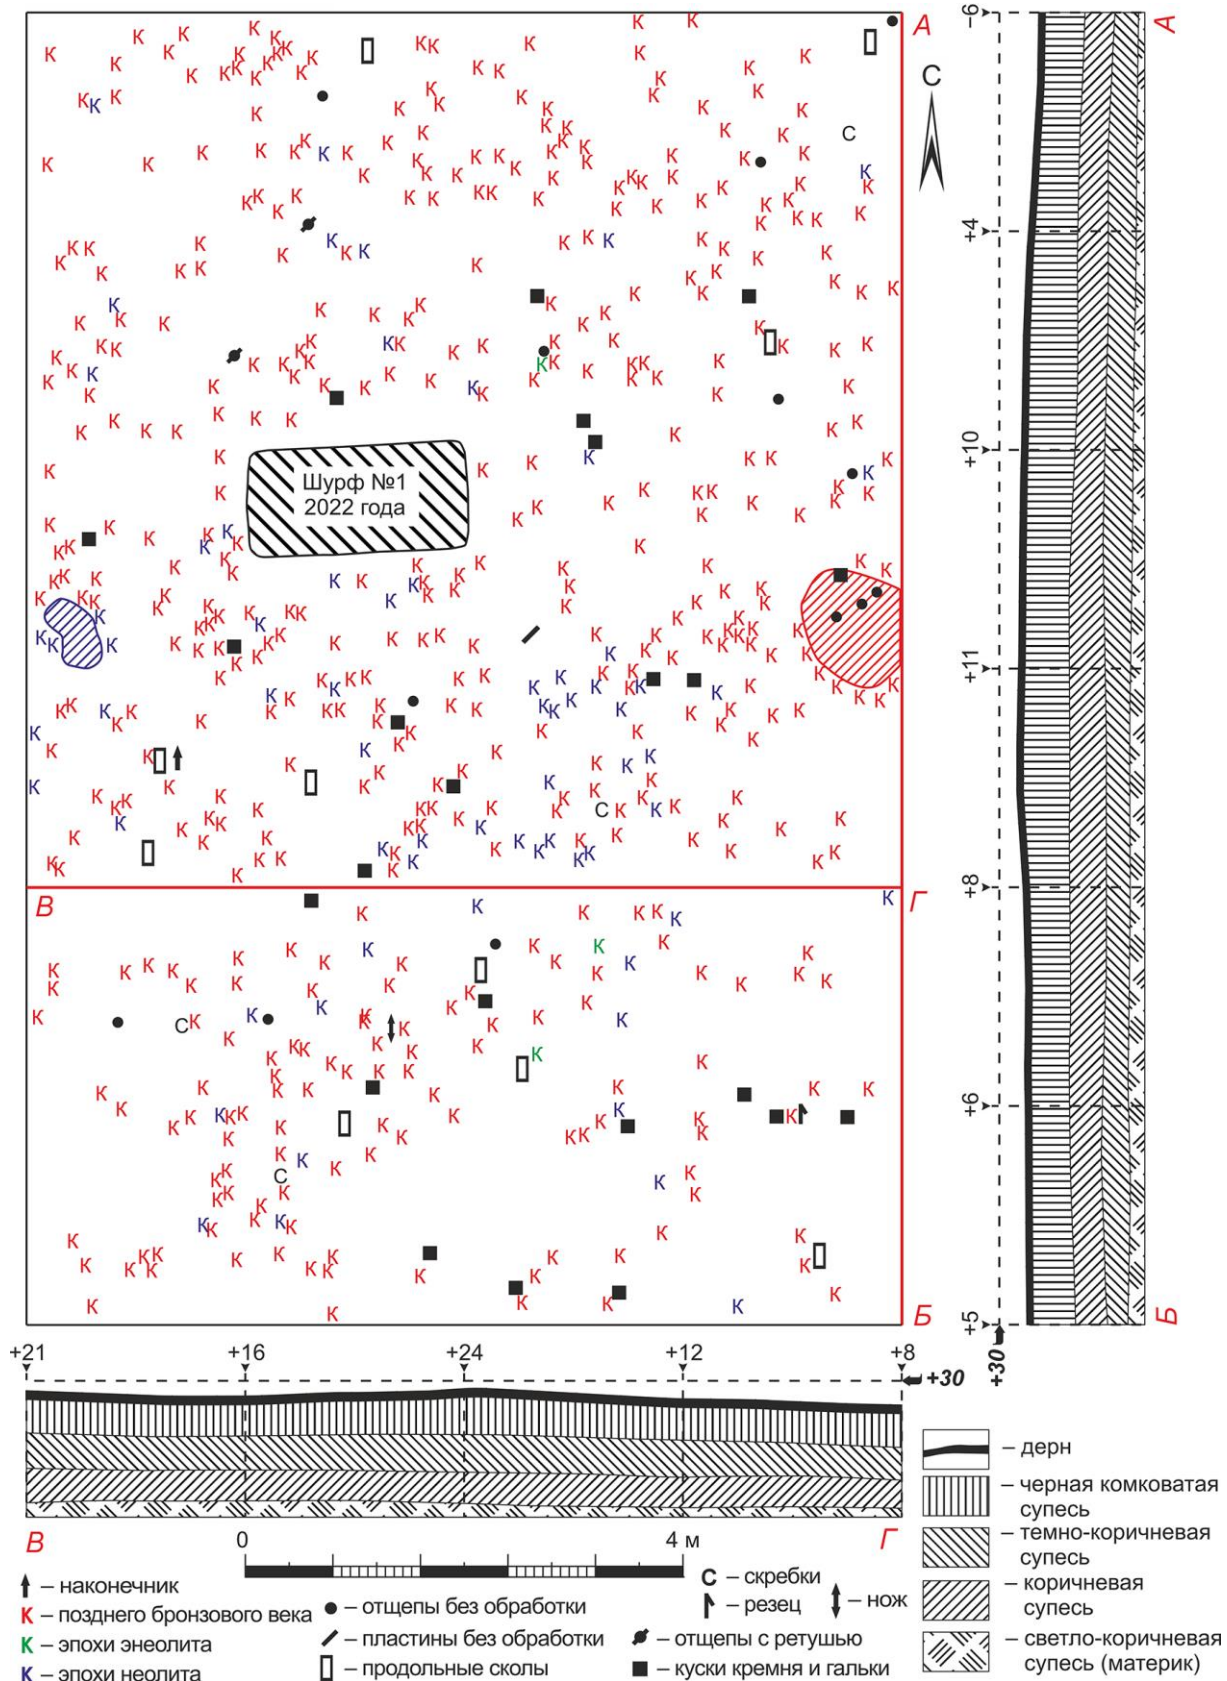 А
С
С
Шурф №1
2022 года
С
В
Г
С
С
Б
–6
+4
+10
+11
+8
+6
+5
+30
А
Б
+21
+16
+24
+12
+8
+30
В
Г
0
4 м
– наконечник
К – позднего бронзового века
К – эпохи энеолита
К – эпохи неолита
– отщепы без обработки
– пластины без обработки
– продольные сколы
С – скребки
– резец
– нож
– отщепы с ретушью
– куски кремня и гальки
– дерн
– черная комковатая
супесь
– темно-коричневая
супесь
– коричневая
супесь
– светло-коричневая
супесь (материк)